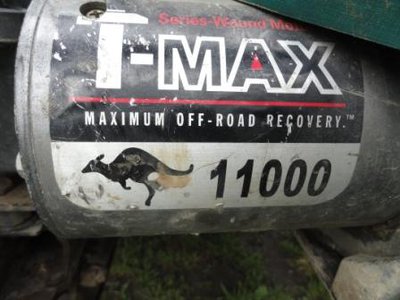 Series-Wound Motor
T-MAX
MAXIMUM OFF-ROAD RECOVERY.™
11000